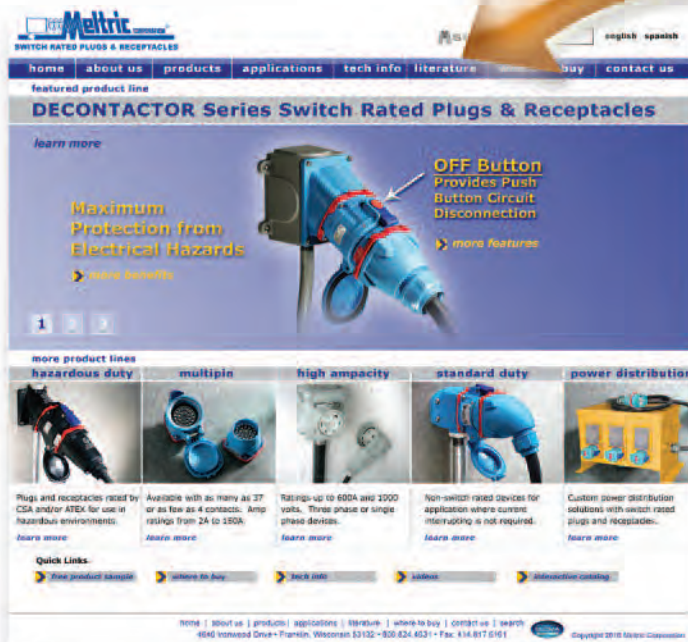 Meltric CORPORATION
SWITCH RATED PLUGS & RECEPTACLES
english spanish
home about us products applications tech info literature buy contact us
featured product line
DECONTACTOR Series Switch Rated Plugs & Receptacles
learn more
OFF Button
Provides Push
Button Circuit
Disconnection
more features
Maximum
Protection from
Electrical Hazards
more benefits
1 2 3
more product lines
hazardous duty multipin high ampacity standard duty power distribution
Plugs and receptacles rated by
CSA and/or ATEX for use in
hazardous environments.
learn more
Available with as many as 37
or as few as 4 contacts. Amp
ratings from 2A to 150A.
learn more
Ratings up to 600A and 1000
volts. Three phase or single
phase devices.
learn more
Non-switch rated devices for
application where current
interrupting is not required.
learn more
Custom power distribution
solutions with switch rated
plugs and receptacles.
learn more
Quick Links
free product sample where to buy tech info videos interactive catalog
home | about us | products | applications | literature | where to buy | contact us | search
4640 Ironwood Drive • Franklin, Wisconsin 53132 • 800.824.4031 • Fax: 414.817.6161
Copyright 2010 Meltric Corporation